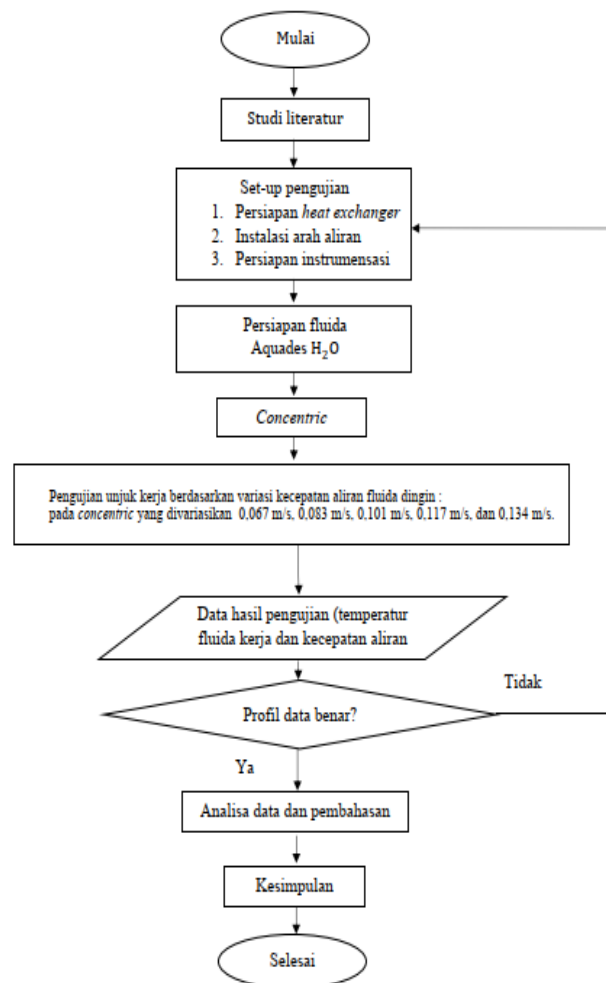 Mulai
Studi literatur
Set-up pengujian
1. Persiapan heat exchanger
2. Instalasi arah aliran
3. Persiapan instrumensasi
Persiapan fluida
Aquades H₂O
Concentric
Pengujian unjuk kerja berdasarkan variasi kecepatan aliran fluida dingin :
pada concentric yang divariasikan 0,067 m/s, 0,083 m/s, 0,101 m/s, 0,117 m/s, dan 0,134 m/s.
Data hasil pengujian (temperatur
fluida kerja dan kecepatan aliran
Tidak
Profil data benar?
Ya
Analisa data dan pembahasan
Kesimpulan
Selesai